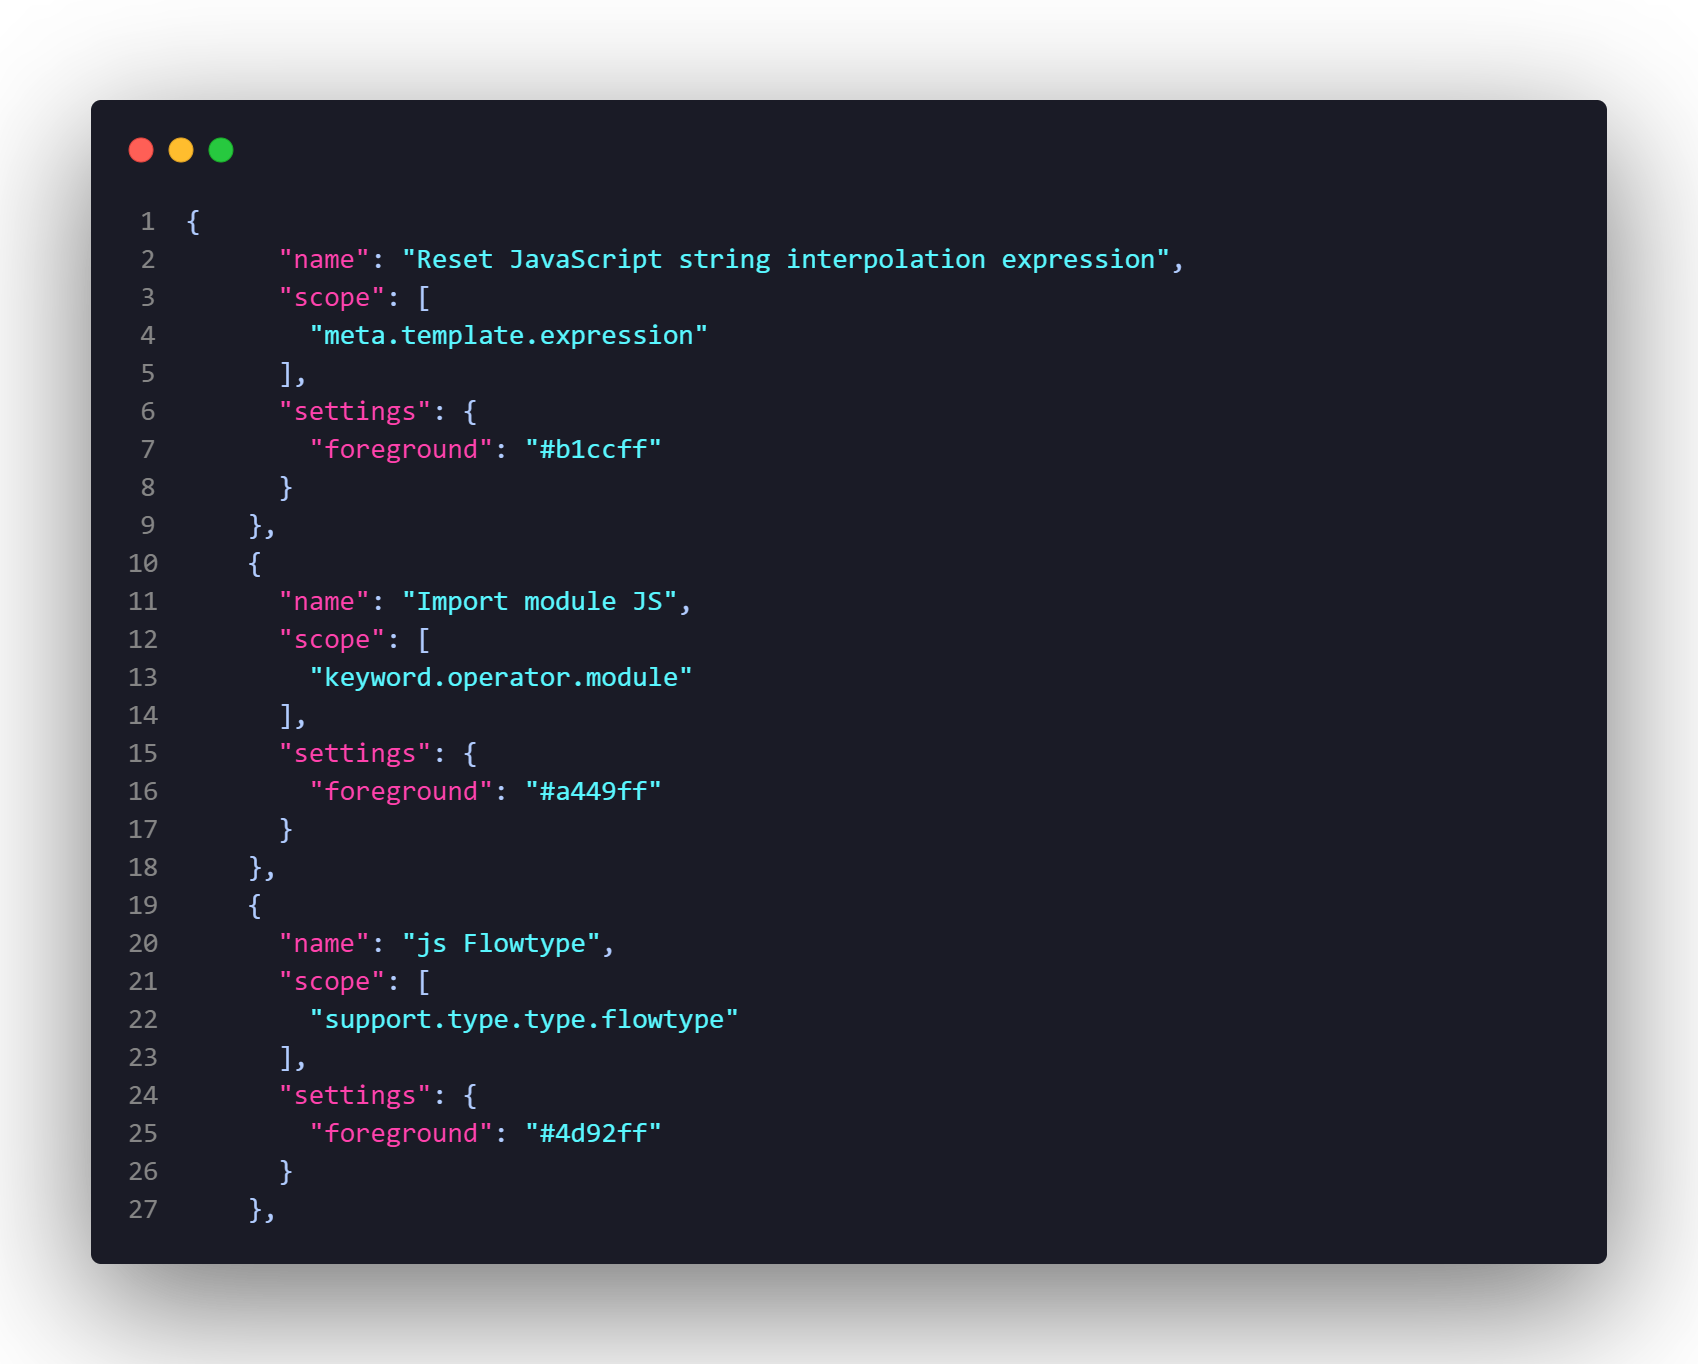 1 {
2       "name": "Reset JavaScript string interpolation expression",
3       "scope": [
4         "meta.template.expression"
5       ],
6       "settings": {
7         "foreground": "#b1ccff"
8       }
9     },
10     {
11       "name": "Import module JS",
12       "scope": [
13         "keyword.operator.module"
14       ],
15       "settings": {
16         "foreground": "#a449ff"
17       }
18     },
19     {
20       "name": "js Flowtype",
21       "scope": [
22         "support.type.type.flowtype"
23       ],
24       "settings": {
25         "foreground": "#4d92ff"
26       }
27     },